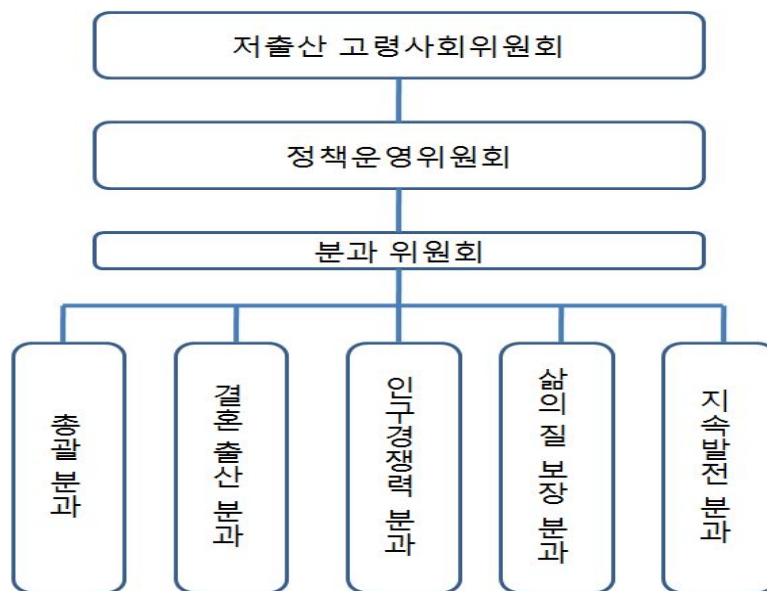 저출산 고령사회위원회
정책운영위원회
분과 위원회
총괄 분과
결혼 출산 분과
인구경쟁력 분과
삶의 질 보장 분과
지속발전 분과